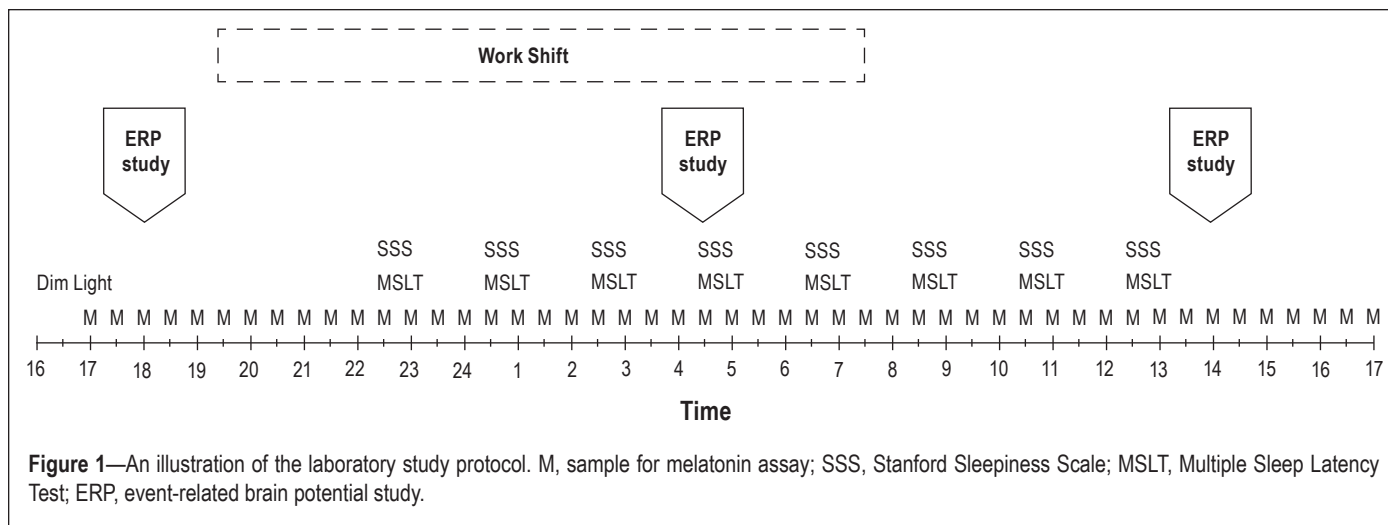 Work Shift
ERP
study
ERP
study
ERP
study
SSS SSS SSS SSS SSS SSS SSS SSS
Dim Light MSLT MSLT MSLT MSLT MSLT MSLT MSLT MSLT
M M M M M M M M M M M M M M M M M M M M M M M M M M M M M M M M M M M M M M M M M M M M M M M M M
16 17 18 19 20 21 22 23 24 1 2 3 4 5 6 7 8 9 10 11 12 13 14 15 16 17
Time
Figure 1—An illustration of the laboratory study protocol. M, sample for melatonin assay; SSS, Stanford Sleepiness Scale; MSLT, Multiple Sleep Latency
Test; ERP, event-related brain potential study.